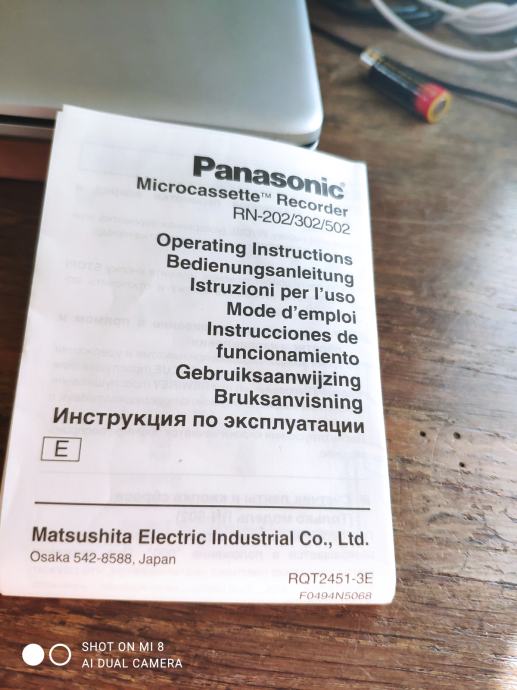 Panasonic
Microcassette™ Recorder
RN-202/302/502
Operating Instructions
Bedienungsanleitung
Istruzioni per l'uso
Mode d'emploi
Instrucciones de
funcionamiento
Gebruiksaanwijzing
Bruksanvisning
Инструкция по эксплуатации
E
Matsushita Electric Industrial Co., Ltd.
Osaka 542-8588, Japan
RQT2451-3E
F0494N5068
SHOT ON MI 8
AI DUAL CAMERA